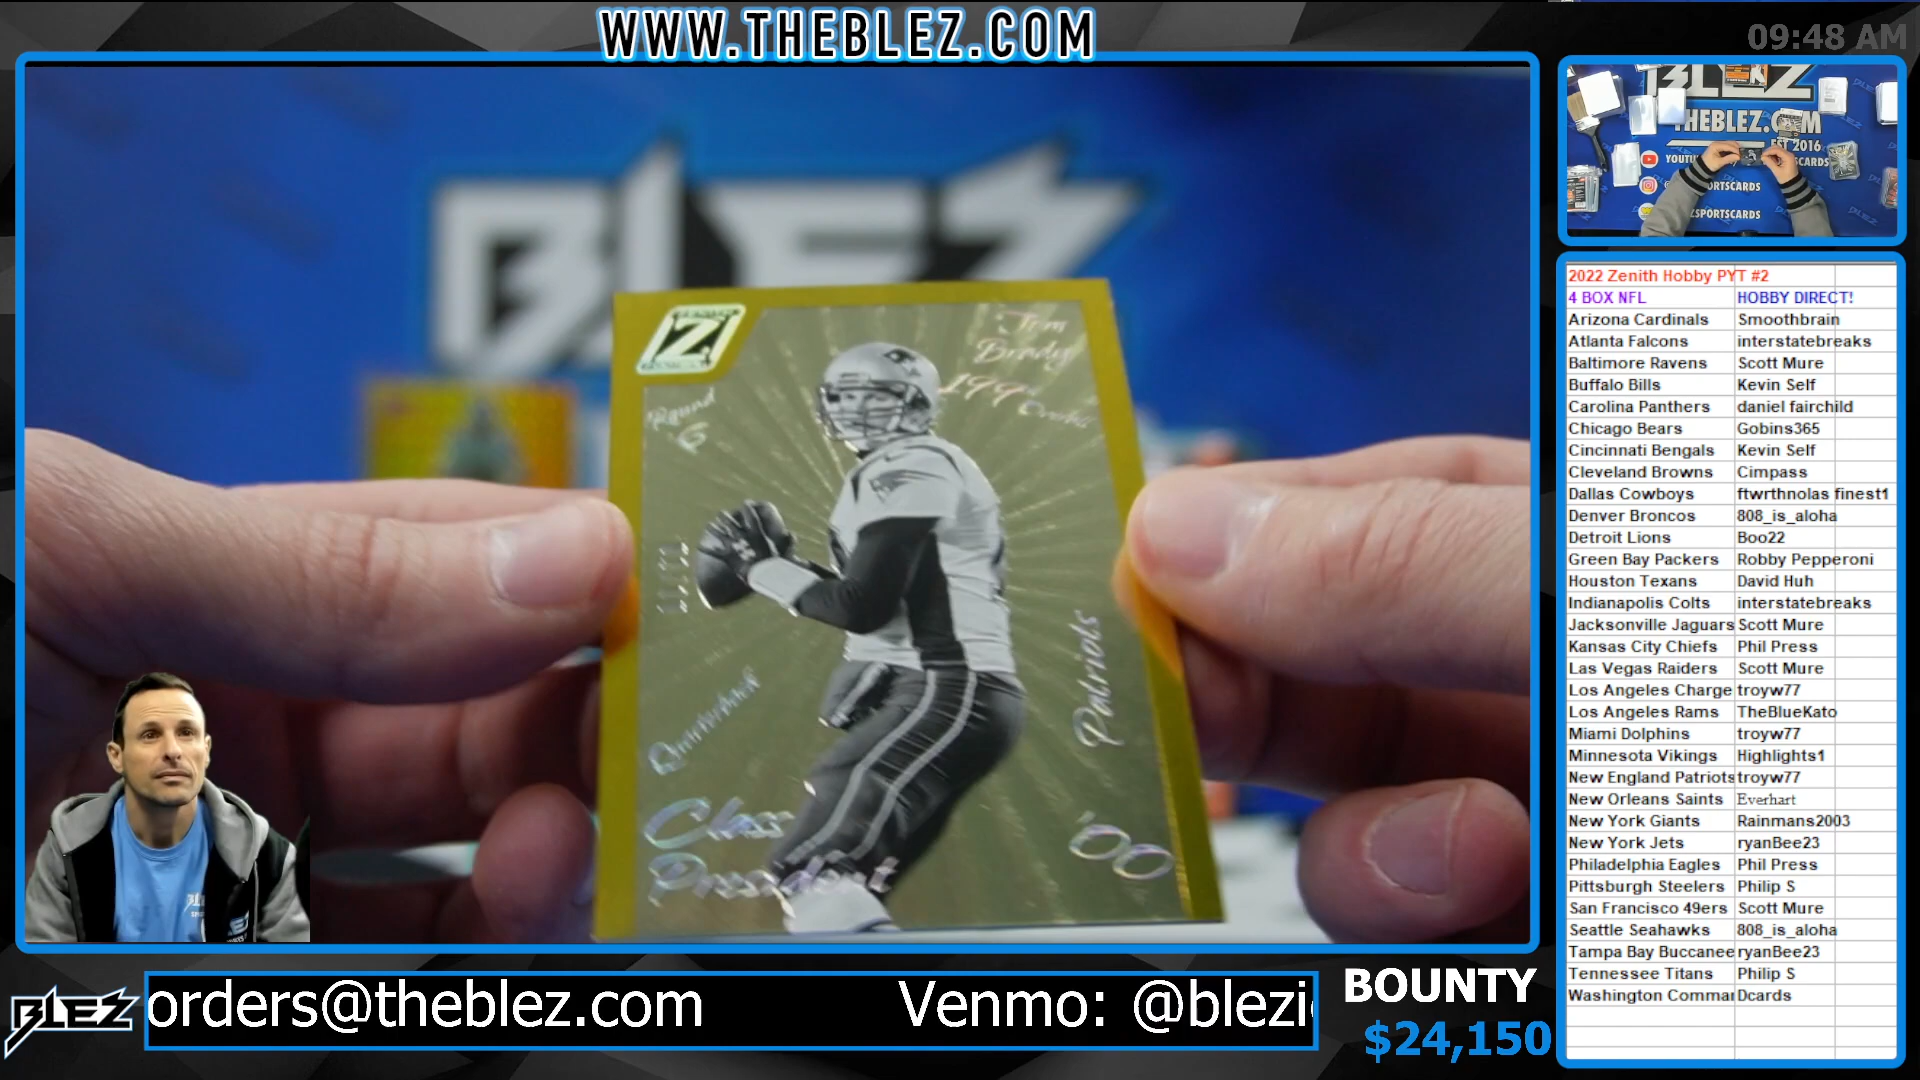 WWW.THEBLEZ.COM
09:48 AM
BLEZ
Z
Tom
Brady
199
Overall
Round
6
Quarterback
Patriots
Class
President
'00
BLEZ
THEBLEZ.COM
EST 2016
SPORTSCARDS
2022 Zenith Hobby PYT #2
4 BOX NFL HOBBY DIRECT!
Arizona Cardinals Smoothbrain
Atlanta Falcons interstatebreaks
Baltimore Ravens Scott Mure
Buffalo Bills Kevin Self
Carolina Panthers daniel fairchild
Chicago Bears Gobins365
Cincinnati Bengals Kevin Self
Cleveland Browns Cimpass
Dallas Cowboys ftwrthnolas finest1
Denver Broncos 808_is_aloha
Detroit Lions Boo22
Green Bay Packers Robby Pepperoni
Houston Texans David Huh
Indianapolis Colts interstatebreaks
Jacksonville Jaguars Scott Mure
Kansas City Chiefs Phil Press
Las Vegas Raiders Scott Mure
Los Angeles Charge troyw77
Los Angeles Rams TheBlueKato
Miami Dolphins troyw77
Minnesota Vikings Highlights1
New England Patriots troyw77
New Orleans Saints Everhart
New York Giants Rainmans2003
New York Jets ryanBee23
Philadelphia Eagles Phil Press
Pittsburgh Steelers Philip S
San Francisco 49ers Scott Mure
Seattle Seahawks 808_is_aloha
Tampa Bay Buccanee ryanBee23
Tennessee Titans Philip S
Washington Comma Dcards
BLEZ
orders@theblez.com Venmo: @blezi
BOUNTY
$24,150